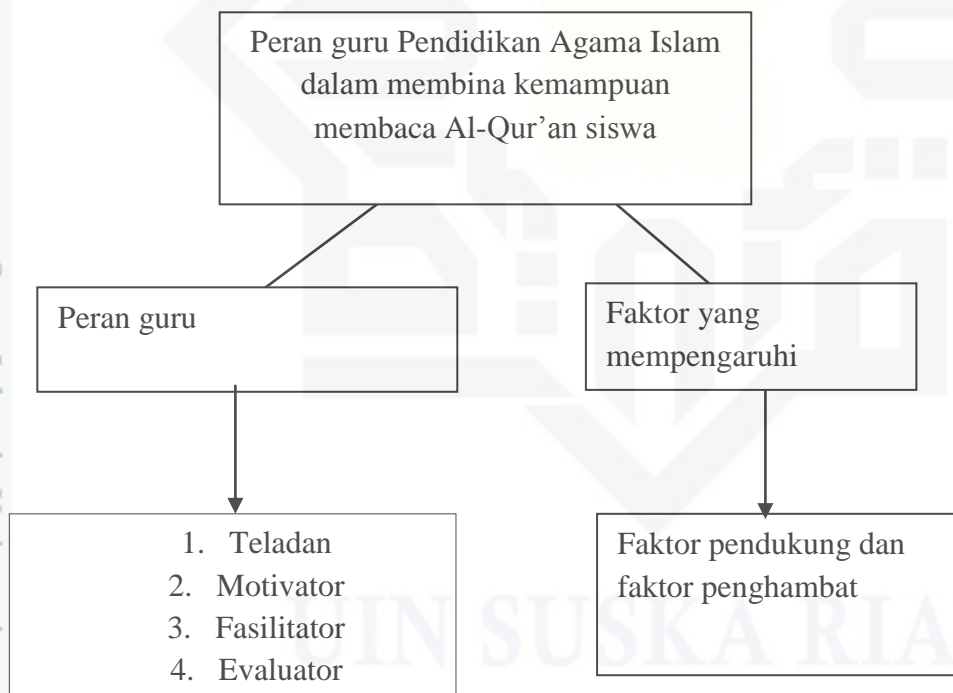 Peran guru Pendidikan Agama Islam
dalam membina kemampuan
membaca Al-Qur’an siswa
Peran guru
Faktor yang
mempengaruhi
1. Teladan
2. Motivator
3. Fasilitator
4. Evaluator
Faktor pendukung dan
faktor penghambat
UIN SUSKA RIA